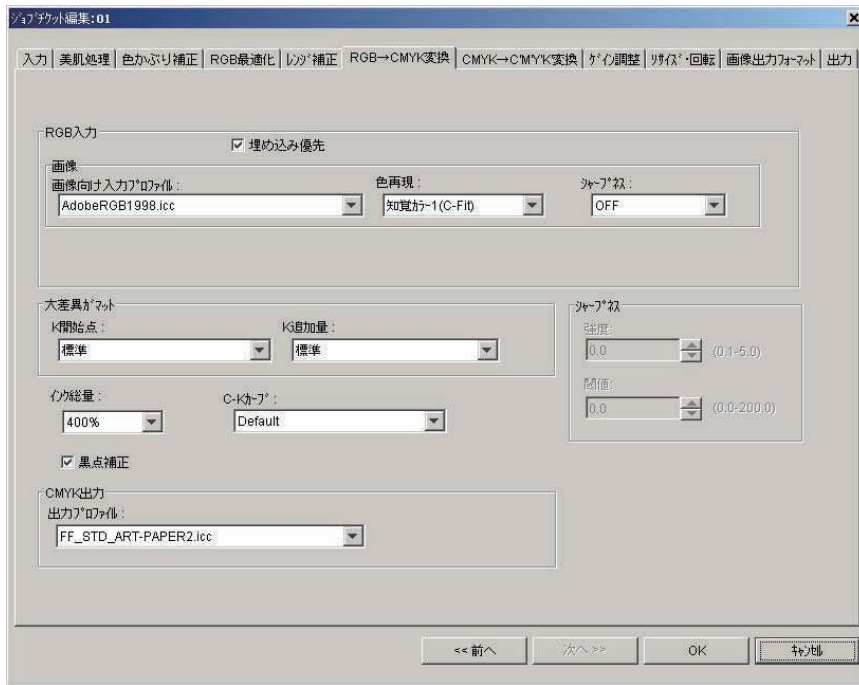 ジョブチケット編集:01
入力 美肌処理 色かぶり補正 RGB最適化 レンジ補正 RGB→CMYK変換 CMYK→C'M'Y'K'変換 ゲイン調整 リサイズ・回転 画像出力フォーマット 出力
RGB入力
埋め込み優先
画像
画像向け入力プロファイル: 色再現: シャープネス:
AdobeRGB1998.icc 知覚カラー1(C-Fit) OFF
大差異ガマット シャープネス
K開始点: K追加量: 強度:
標準 標準 0.0 (0.1-5.0)
インク総量: C-Kカーブ: 閾値:
400% Default 0.0 (0.0-200.0)
黒点補正
CMYK出力
出力プロファイル:
FF_STD_ART-PAPER2.icc
<<前へ 次へ>> OK キャンセル